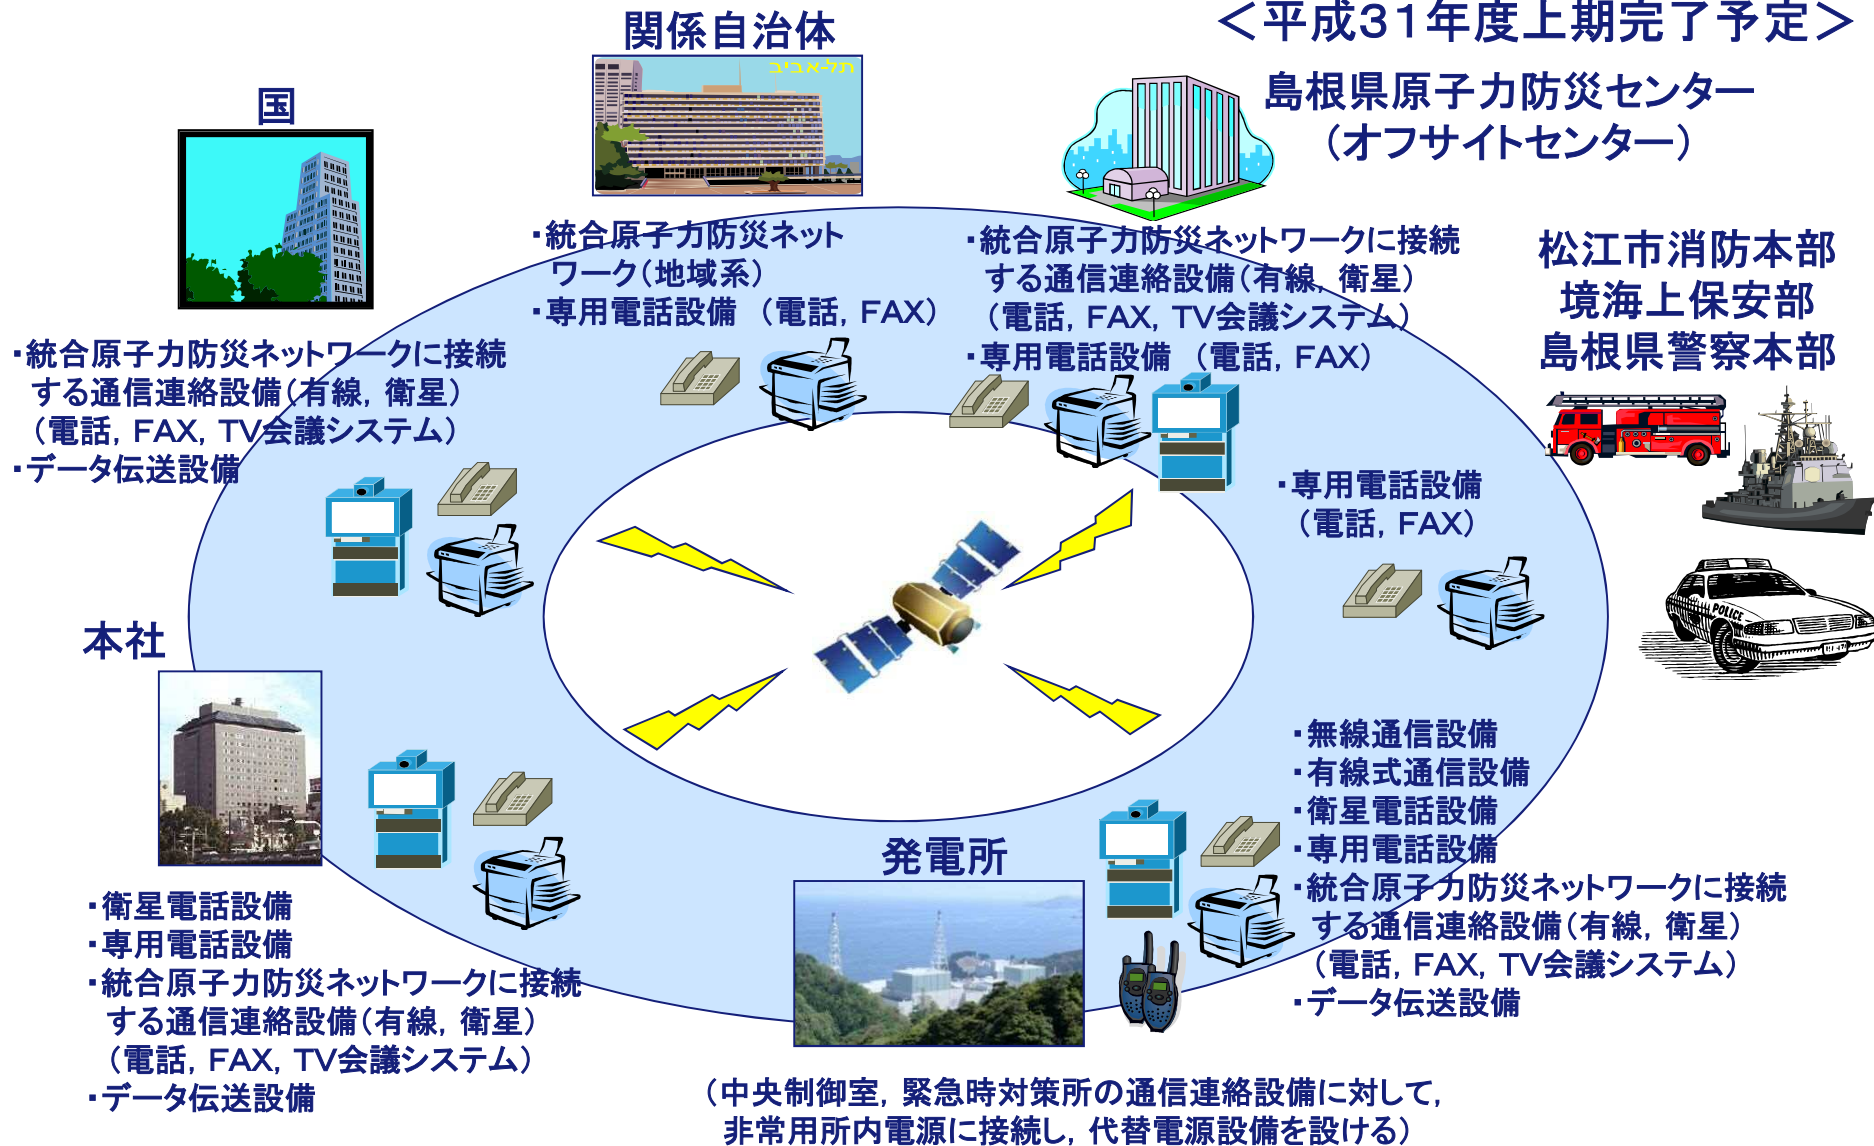 ＜平成３１年度上期完了予定＞
関係自治体
תל-אביב
島根県原子力防災センター
（オフサイトセンター）
国
・統合原子力防災ネット
ワーク（地域系）
・専用電話設備　（電話，FAX）
・統合原子力防災ネットワークに接続
する通信連絡設備（有線，衛星）
（電話，FAX，TV会議システム）
・専用電話設備　（電話，FAX）
松江市消防本部
境海上保安部
島根県警察本部
・統合原子力防災ネットワークに接続
する通信連絡設備（有線，衛星）
（電話，FAX，TV会議システム）
・データ伝送設備
・専用電話設備
（電話，FAX）
POLICE
本社
・衛星電話設備
・専用電話設備
・統合原子力防災ネットワークに接続
する通信連絡設備（有線，衛星）
（電話，FAX，TV会議システム）
・データ伝送設備
発電所
・無線通信設備
・有線式通信設備
・衛星電話設備
・専用電話設備
・統合原子力防災ネットワークに接続
する通信連絡設備（有線，衛星）
（電話，FAX，TV会議システム）
・データ伝送設備
（中央制御室，緊急時対策所の通信連絡設備に対して，
非常用所内電源に接続し，代替電源設備を設ける）